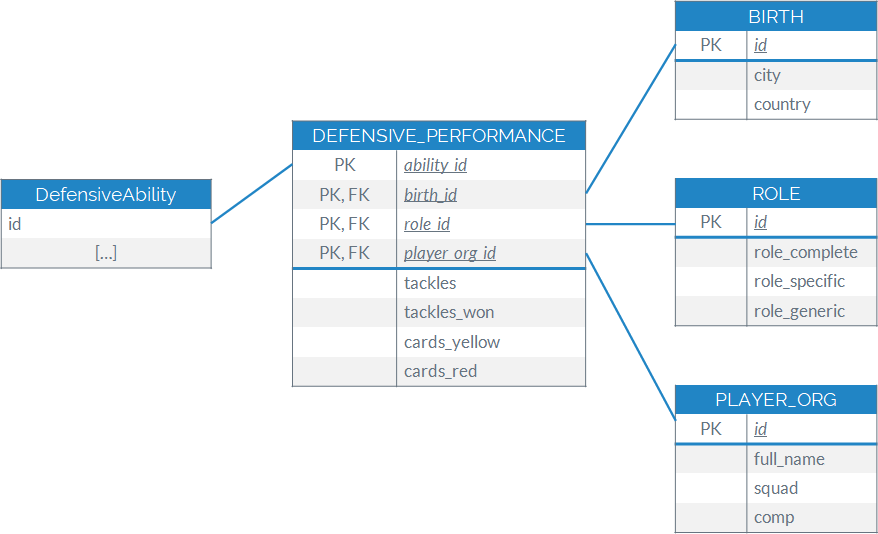 DefensiveAbility
id
[...]
DEFENSIVE_PERFORMANCE
PK ability_id
PK, FK birth_id
PK, FK role_id
PK, FK player_org_id
tackles
tackles_won
cards_yellow
cards_red
BIRTH
PK id
city
country
ROLE
PK id
role_complete
role_specific
role_generic
PLAYER_ORG
PK id
full_name
squad
comp